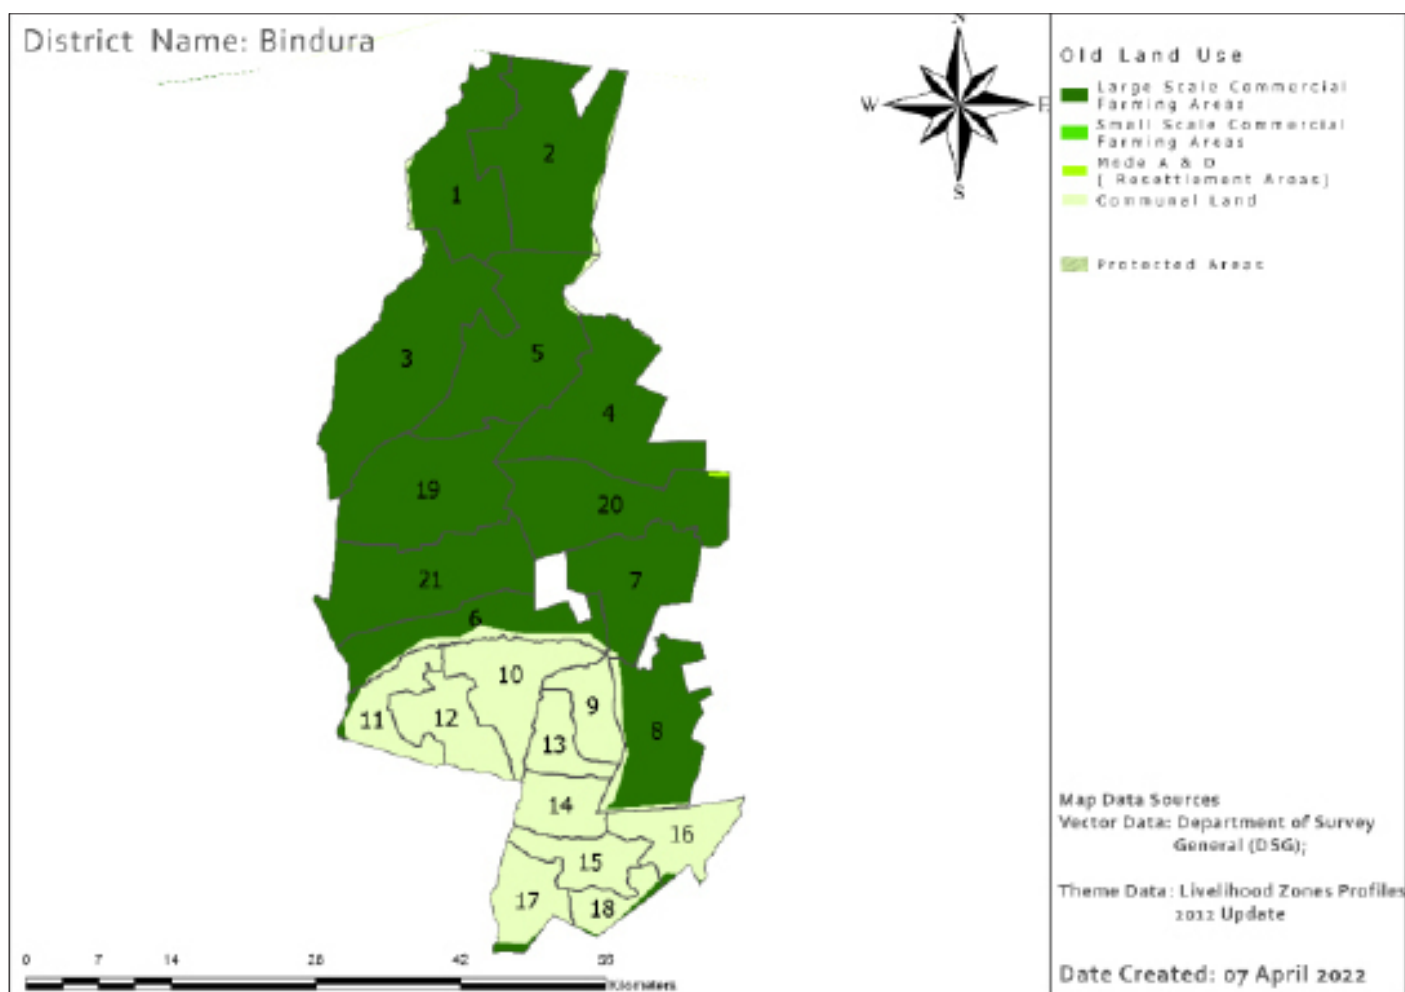 District Name: Bindura
N
W
E
S
Old Land Use
Large Scale Commercial
Farming Areas
Small Scale Commercial
Farming Areas
Mode A & D
( Resettlement Areas)
Communal Land
Protected Areas
1
2
3
5
4
19
20
21
7
6
10
9
11
12
13
8
14
16
15
17
18
Map Data Sources
Vector Data: Department of Survey
General (DSG);
Theme Data: Livelihood Zones Profiles
2022 Update
Date Created: 07 April 2022
0 7 14 28 42 56
Kilometers